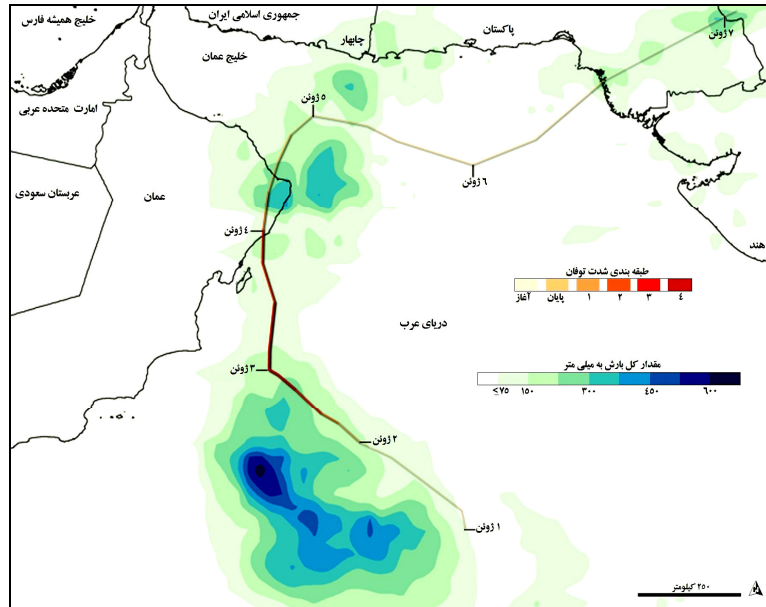 خلیج همیشه فارس
جمهوری اسلامی ایران
پاکستان
چابهار
خلیج عمان
۷ ژوئن
امارت متحده عربی
۵ ژوئن
۶ ژوئن
عربستان سعودی
عمان
۴ ژوئن
هند
طبقه بندی شدت توفان
آغاز پایان ۱ ۲ ۳ ۴
دریای عرب
۳ ژوئن
مقدار کل بارش به میلی متر
≤۷۵ ۱۵۰ ۳۰۰ ۴۵۰ ۶۰۰
۲ ژوئن
۱ ژوئن
۲۵۰ کیلومتر